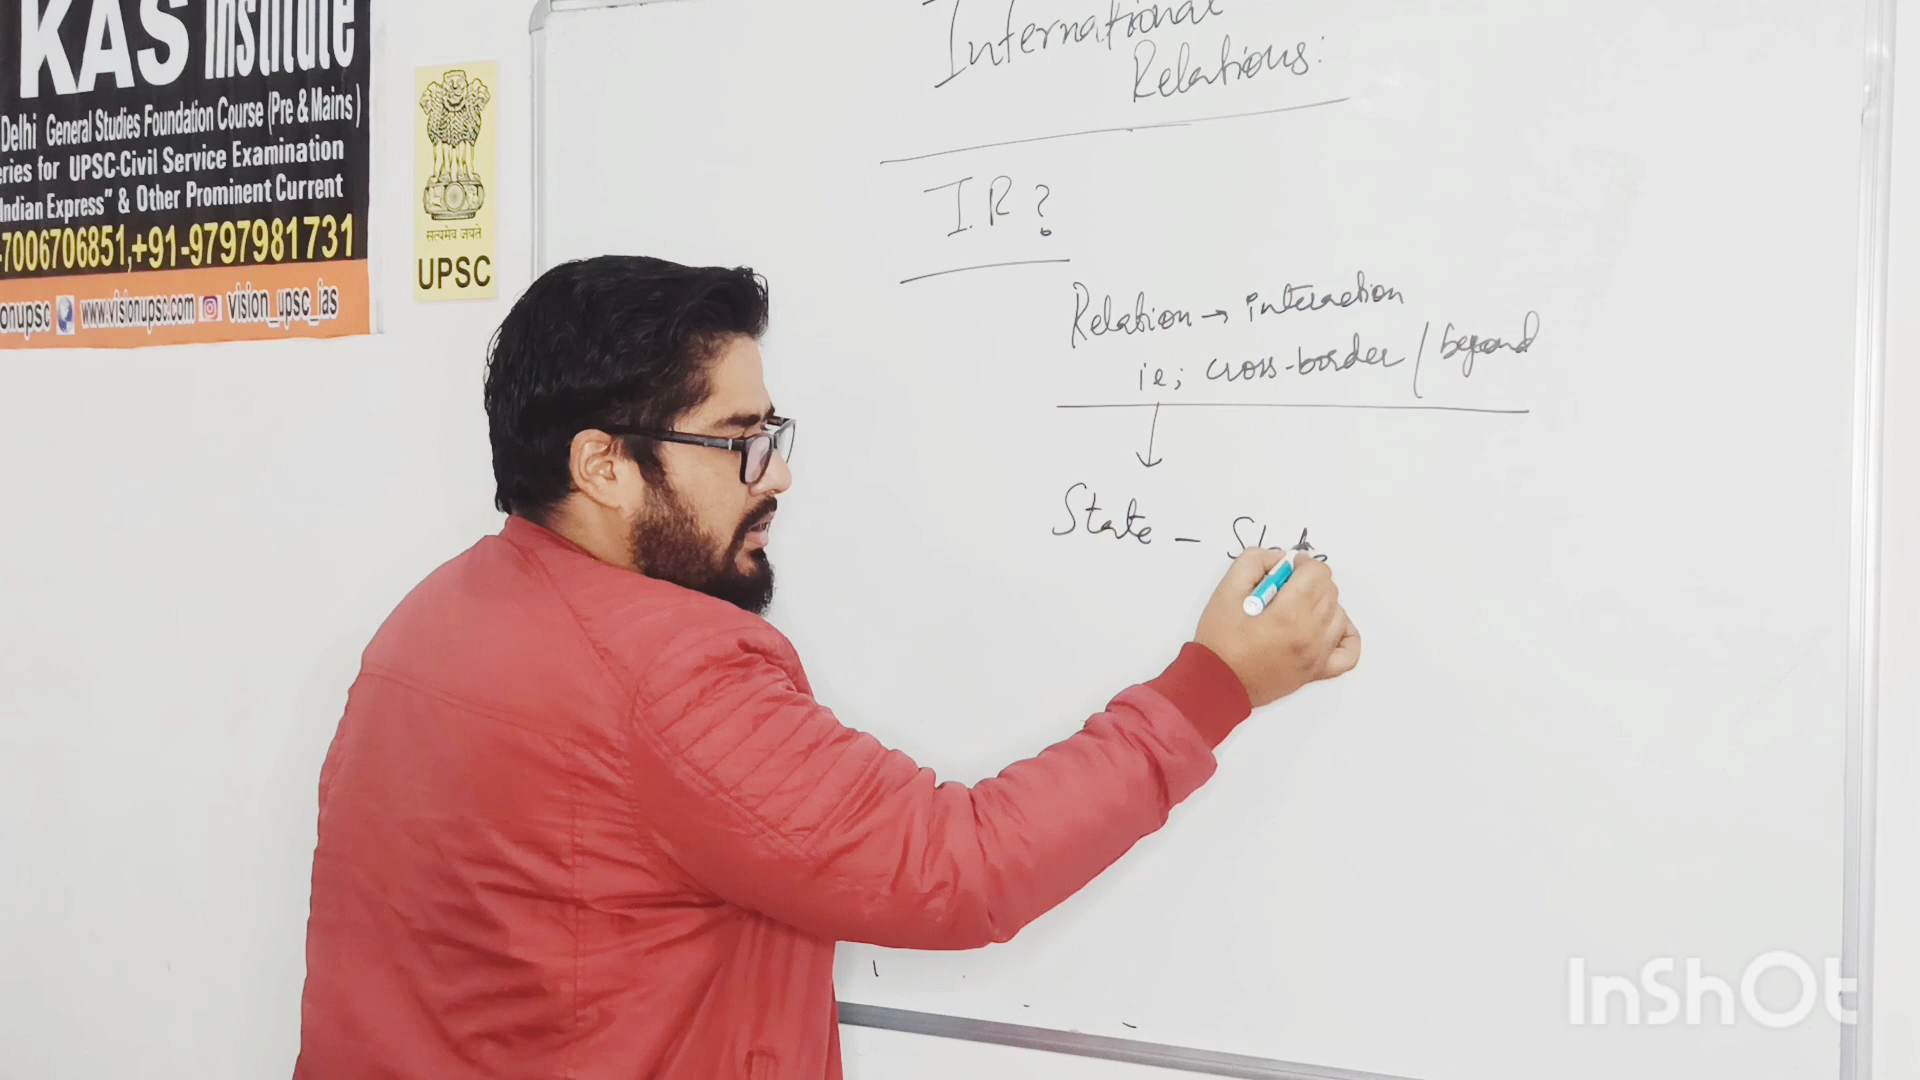 KAS Institute
Delhi General Studies Foundation Course (Pre & Mains)
eries for UPSC-Civil Service Examination
Indian Express" & Other Prominent Current
-7006706851,+91-9797981731
onupsc www.visionupsc.com vision_upsc_ias
सत्यमेव जयते
UPSC
International
Relations:
I.R?
Relation → interaction
ie; cross-border / beyond
State - State
InShOt